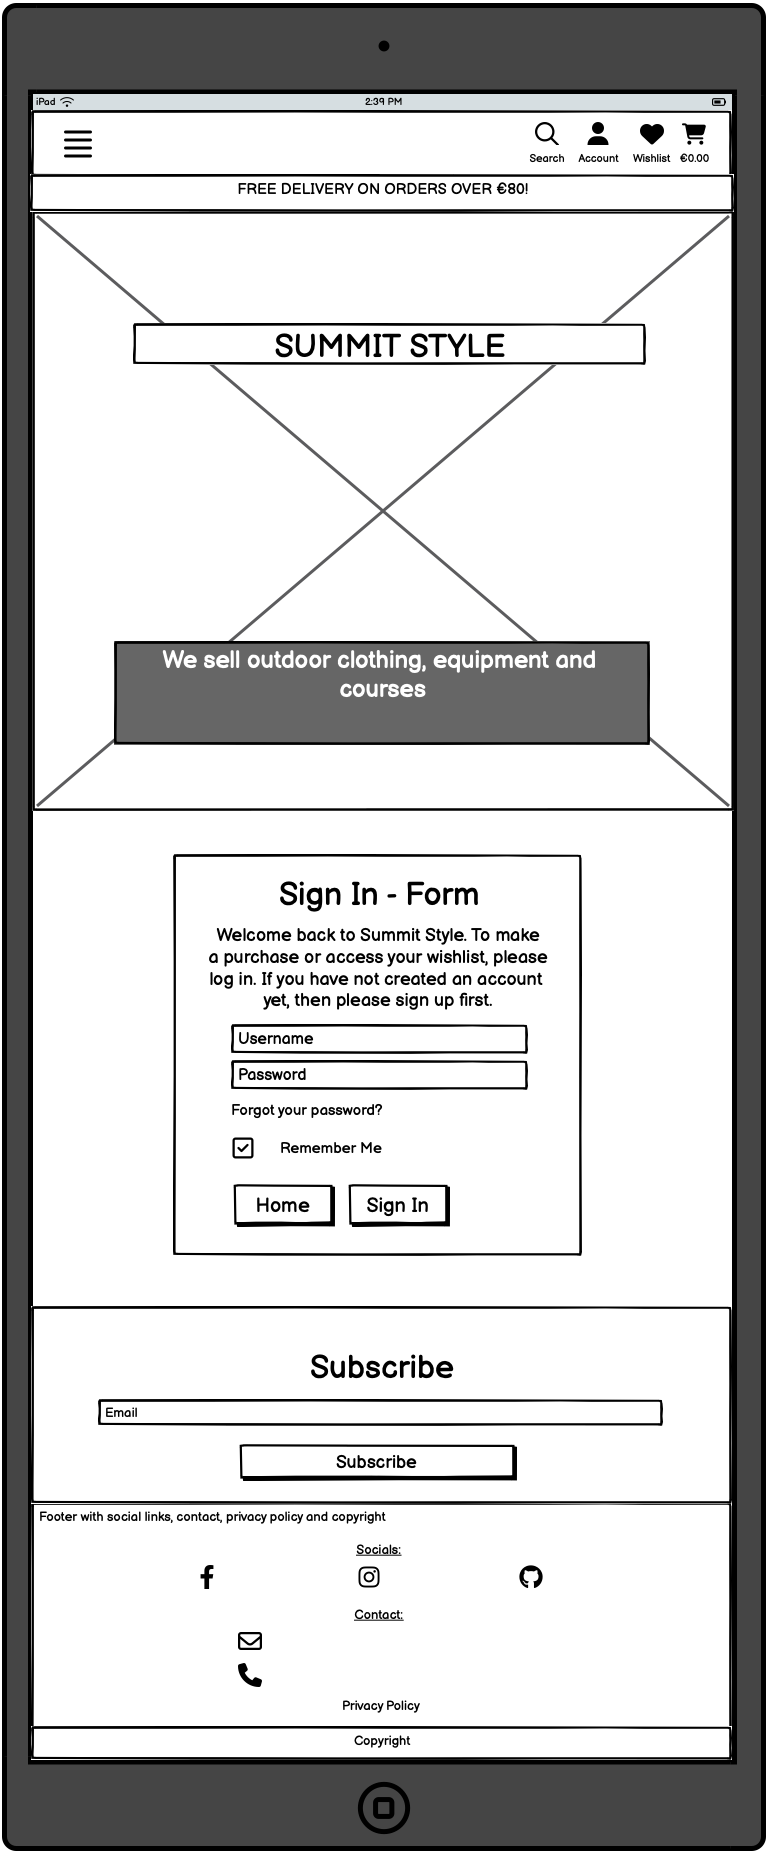 iPad 2:39 PM
Search Account Wishlist €0.00
FREE DELIVERY ON ORDERS OVER €80!
SUMMIT STYLE
We sell outdoor clothing, equipment and
courses
Sign In - Form
Welcome back to Summit Style. To make
a purchase or access your wishlist, please
log in. If you have not created an account
yet, then please sign up first.
Username
Password
Forgot your password?
Remember Me
Home Sign In
Subscribe
Email
Subscribe
Footer with social links, contact, privacy policy and copyright
Socials:
Contact:
Privacy Policy
Copyright